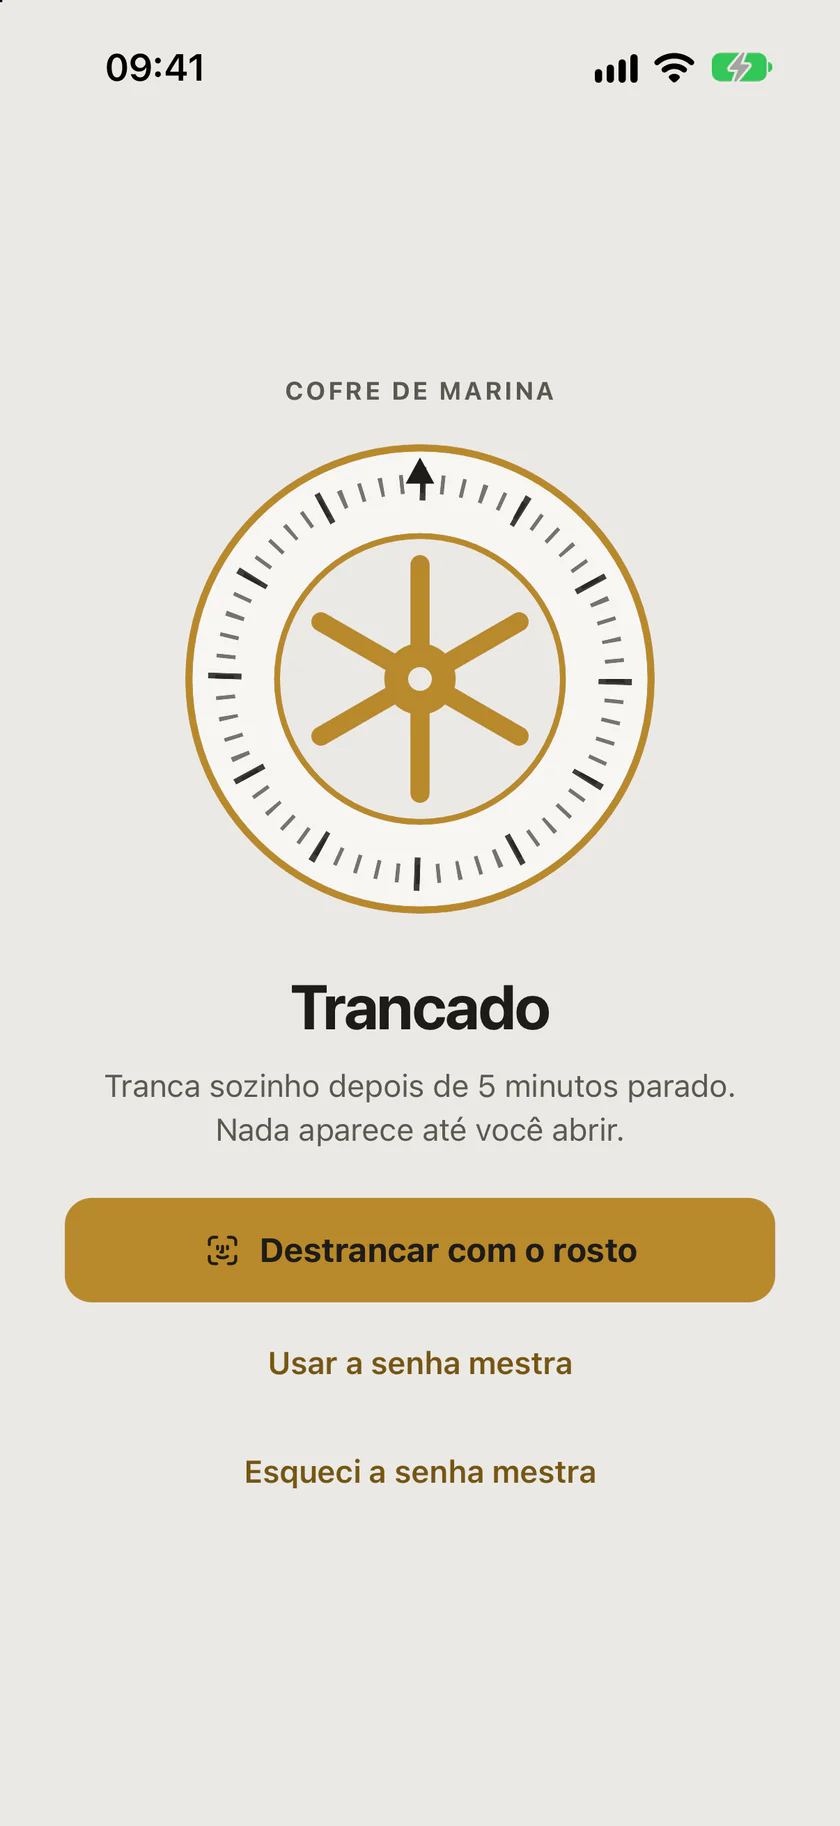 09:41
COFRE DE MARINA
Trancado
Tranca sozinho depois de 5 minutos parado.
Nada aparece até você abrir.
Destrancar com o rosto
Usar a senha mestra
Esqueci a senha mestra